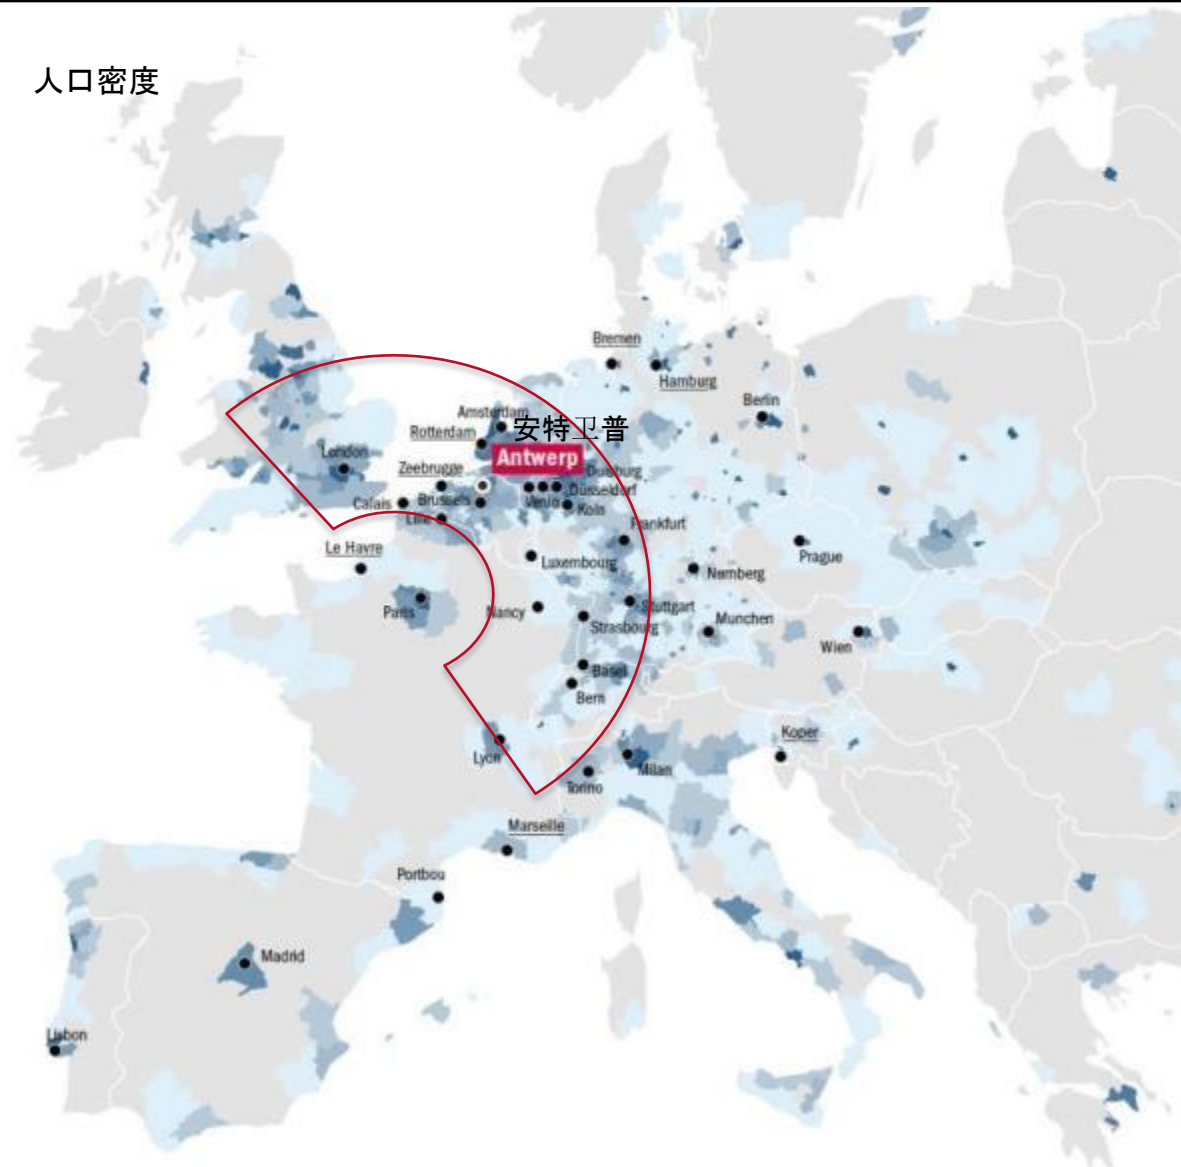 人口密度
Bremen
Hamburg
Berlin
Amsterdam
安特卫普
Rotterdam
Antwerp
London
Zeebrugge
Duisburg
Düsseldorf
Calais
Brussels
Venlo
Koln
Lille
Frankfurt
Le Havre
Luxembourg
Prague
Nurnberg
Paris
Nancy
Stuttgart
Strasbourg
Munchen
Wien
Basel
Bern
Koper
Lyon
Milan
Torino
Marseille
Portbou
Madrid
Lisbon